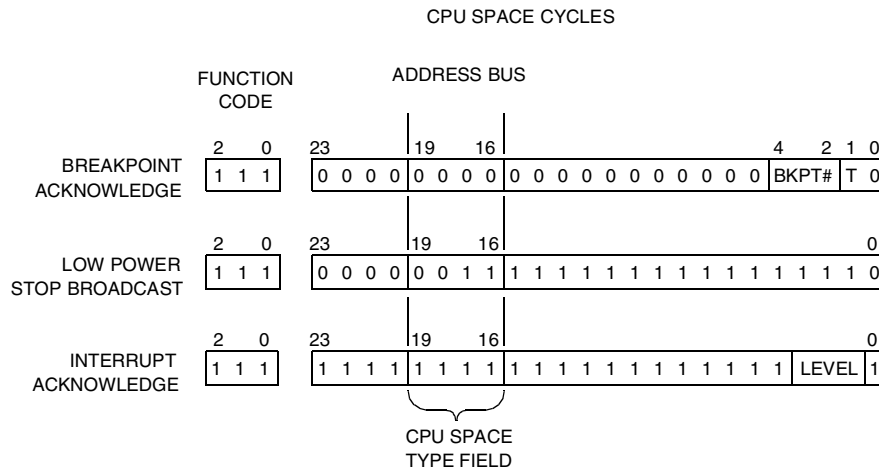 CPU SPACE CYCLES
FUNCTION CODE
ADDRESS BUS
2 0 23 19 16 4 2 1 0
BREAKPOINT ACKNOWLEDGE
1 1 1 0 0 0 0 0 0 0 0 0 0 0 0 0 0 0 0 0 0 0 BKPT# T 0
2 0 23 19 16 0
LOW POWER STOP BROADCAST
1 1 1 0 0 0 0 0 0 1 1 1 1 1 1 1 1 1 1 1 1 1 1 1 1 1 0
2 0 23 19 16 0
INTERRUPT ACKNOWLEDGE
1 1 1 1 1 1 1 1 1 1 1 1 1 1 1 1 1 1 1 1 1 1 1 LEVEL 1
CPU SPACE
TYPE FIELD